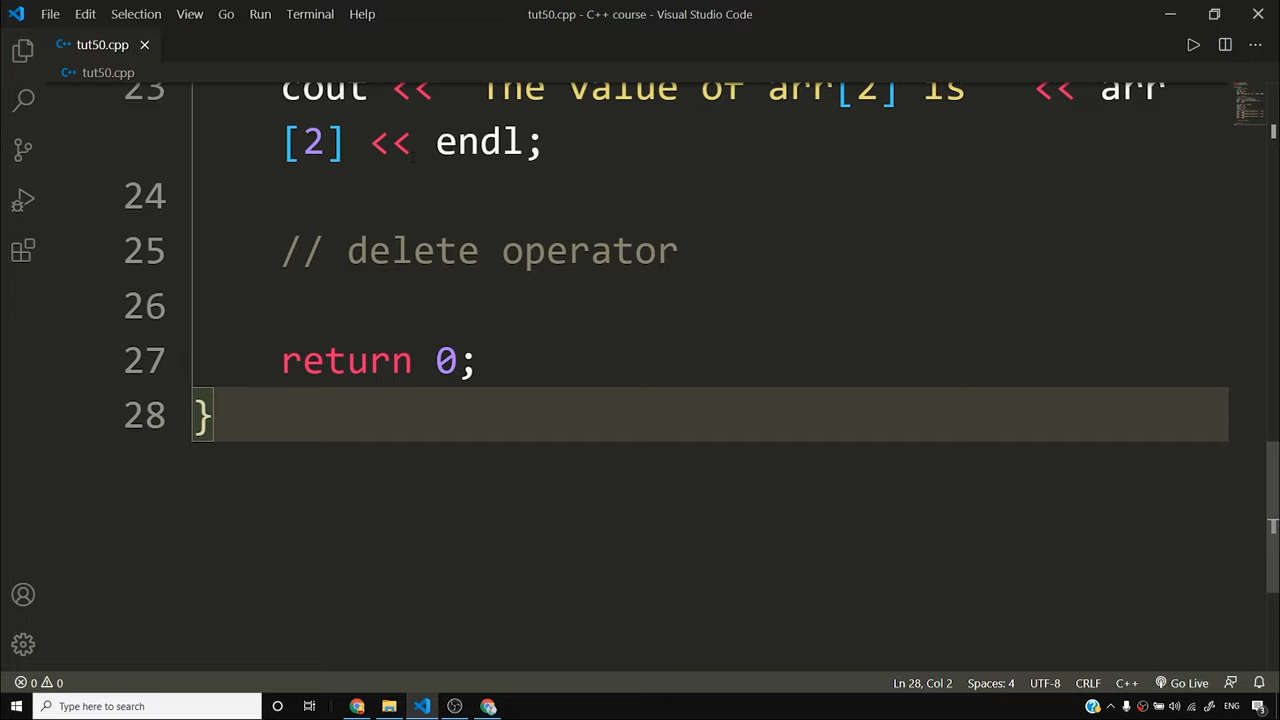 File Edit Selection View Go Run Terminal Help tut50.cpp - C++ course - Visual Studio Code
tut50.cpp
tut50.cpp
23 cout << "The value of arr[2] is " << arr
[2] << endl;
24
25 // delete operator
26
27 return 0;
28 }
0 0 Ln 28, Col 2 Spaces: 4 UTF-8 CRLF C++ Go Live
Type here to search ENG